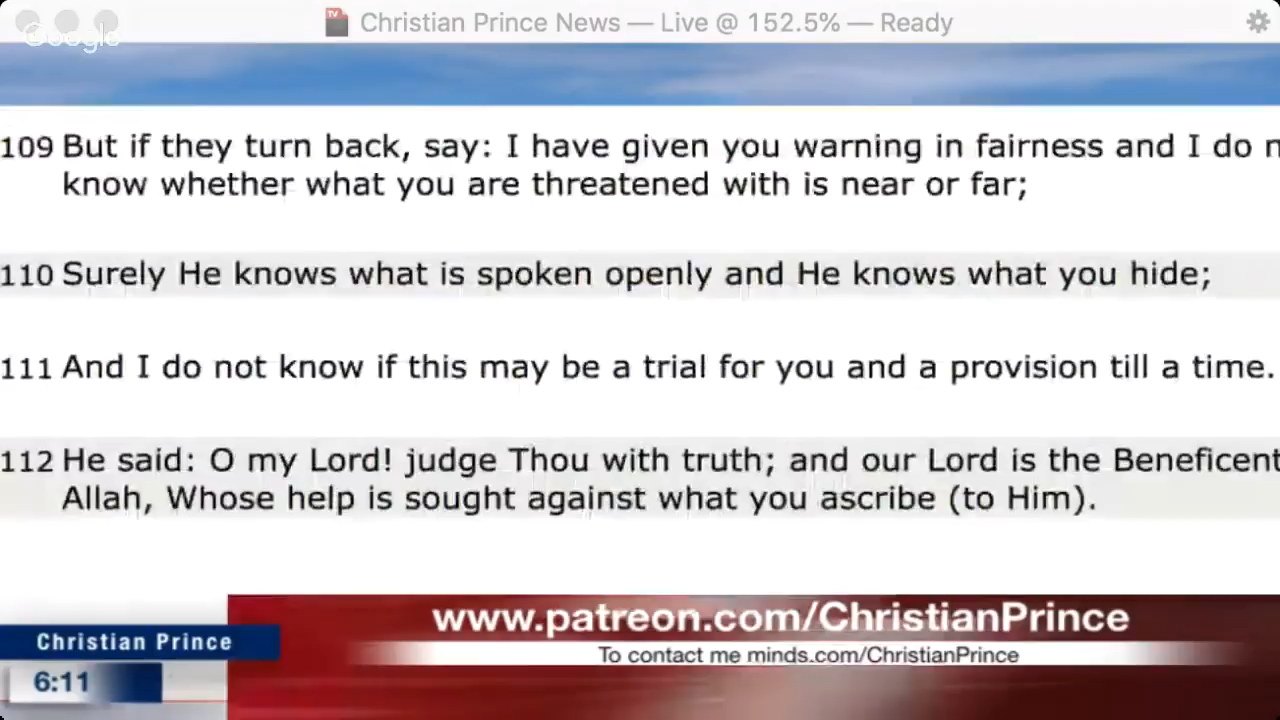 Christian Prince News — Live @ 152.5% — Ready
Google
109 But if they turn back, say: I have given you warning in fairness and I do
know whether what you are threatened with is near or far;
110 Surely He knows what is spoken openly and He knows what you hide;
111 And I do not know if this may be a trial for you and a provision till a time.
112 He said: O my Lord! judge Thou with truth; and our Lord is the Beneficent
Allah, Whose help is sought against what you ascribe (to Him).
www.patreon.com/ChristianPrince
To contact me minds.com/ChristianPrince
Christian Prince
6:11